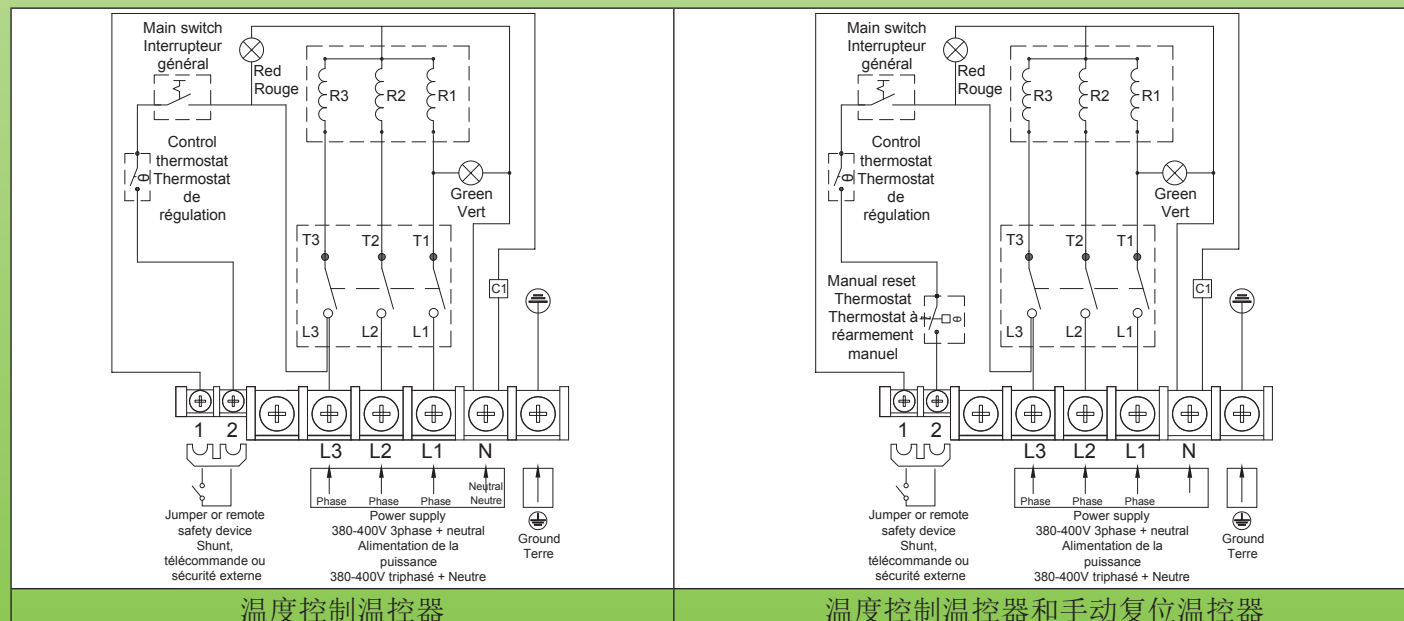 Main switch
Interrupteur
général
Red
Rouge
R3
R2
R1
Control
thermostat
θ
Thermostat
de
régulation
Green
Vert
T3
T2
T1
C1
L3
L2
L1
1
2
L3
L2
L1
N
Phase
Phase
Phase
Neutral
Neutre
Jumper or remote
safety device
Shunt,
télécommande ou
sécurité externe
Power supply
380-400V 3phase + neutral
Alimentation de la
puissance
380-400V triphasé + Neutre
Ground
Terre
温度控制温控器
Main switch
Interrupteur
général
Red
Rouge
R3
R2
R1
Control
thermostat
θ
Thermostat
de
régulation
Green
Vert
T3
T2
T1
Manual reset
Thermostat
Thermostat à
réarmement
manuel
θ
C1
L3
L2
L1
1
2
L3
L2
L1
N
Phase
Phase
Phase
Jumper or remote
safety device
Shunt,
télécommande ou
sécurité externe
Power supply
380-400V 3phase + neutral
Alimentation de la
puissance
380-400V triphasé + Neutre
Ground
Terre
温度控制温控器和手动复位温控器